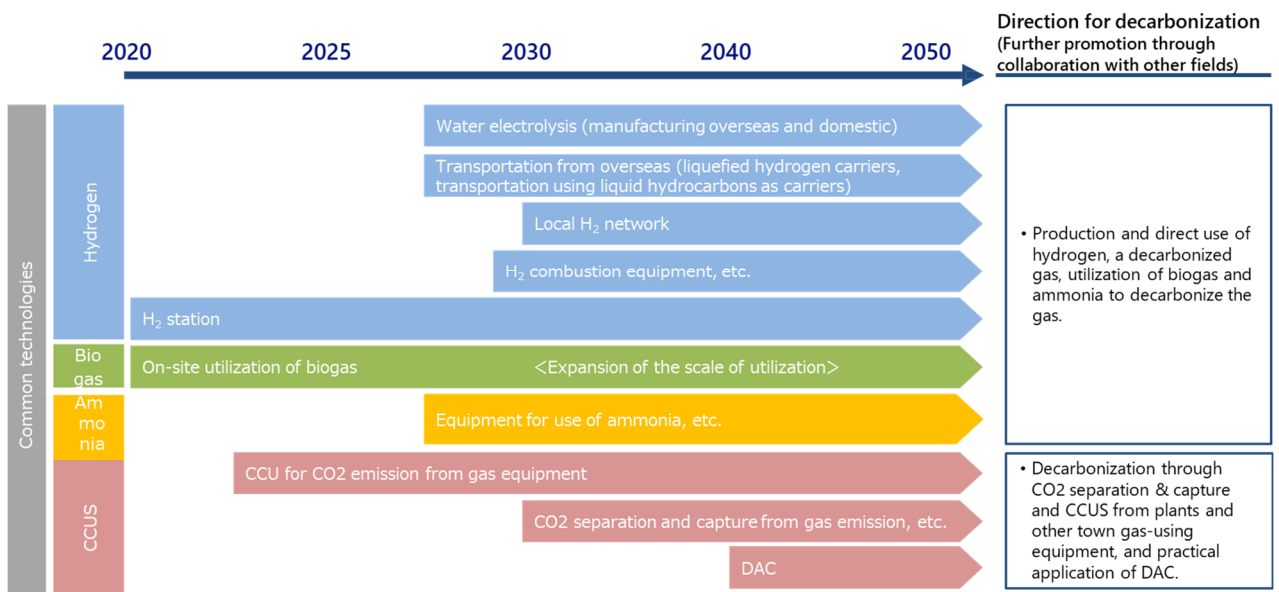 Direction for decarbonization
(Further promotion through
collaboration with other fields)
2020 2025 2030 2040 2050
Common technologies
Hydrogen
Water electrolysis (manufacturing overseas and domestic)
Transportation from overseas (liquefied hydrogen carriers,
transportation using liquid hydrocarbons as carriers)
Local H₂ network
H₂ combustion equipment, etc.
H₂ station
• Production and direct use of
hydrogen, a decarbonized
gas, utilization of biogas and
ammonia to decarbonize the
gas.
Bio
gas
On-site utilization of biogas <Expansion of the scale of utilization>
Am
mo
nia
Equipment for use of ammonia, etc.
CCUS
CCU for CO2 emission from gas equipment
CO2 separation and capture from gas emission, etc.
DAC
• Decarbonization through
CO2 separation & capture
and CCUS from plants and
other town gas-using
equipment, and practical
application of DAC.